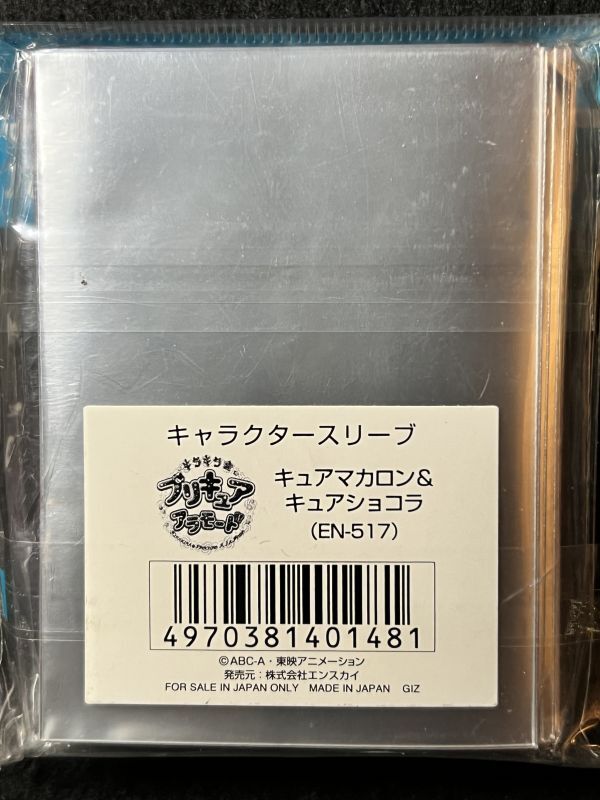 キャラクタースリーブ
キラキラ☆
プリキュア
アラモード
キュアマカロン&
キュアショコラ
(EN-517)
4970381401481
©ABC-A・東映アニメーション
発売元：株式会社エンスカイ
FOR SALE IN JAPAN ONLY MADE IN JAPAN GIZ